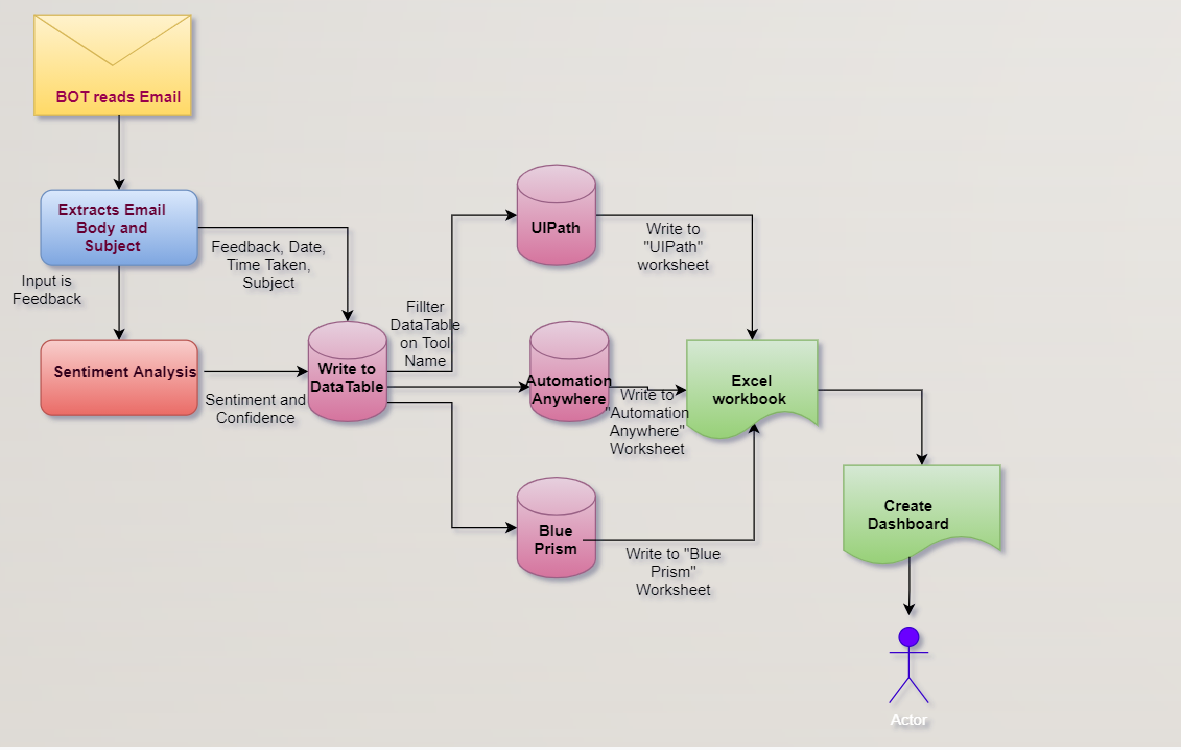 BOT reads Email
Extracts Email
Body and
Subject
Feedback, Date,
Time Taken,
Subject
Input is
Feedback
Sentiment Analysis
Sentiment and
Confidence
Write to
DataTable
Fillter
DataTable
on Tool
Name
UIPath
Write to
"UIPath"
worksheet
Automation
Anywhere
Write to
"Automation
Anywhere"
Worksheet
Blue
Prism
Write to "Blue
Prism"
Worksheet
Excel
workbook
Create
Dashboard
Actor